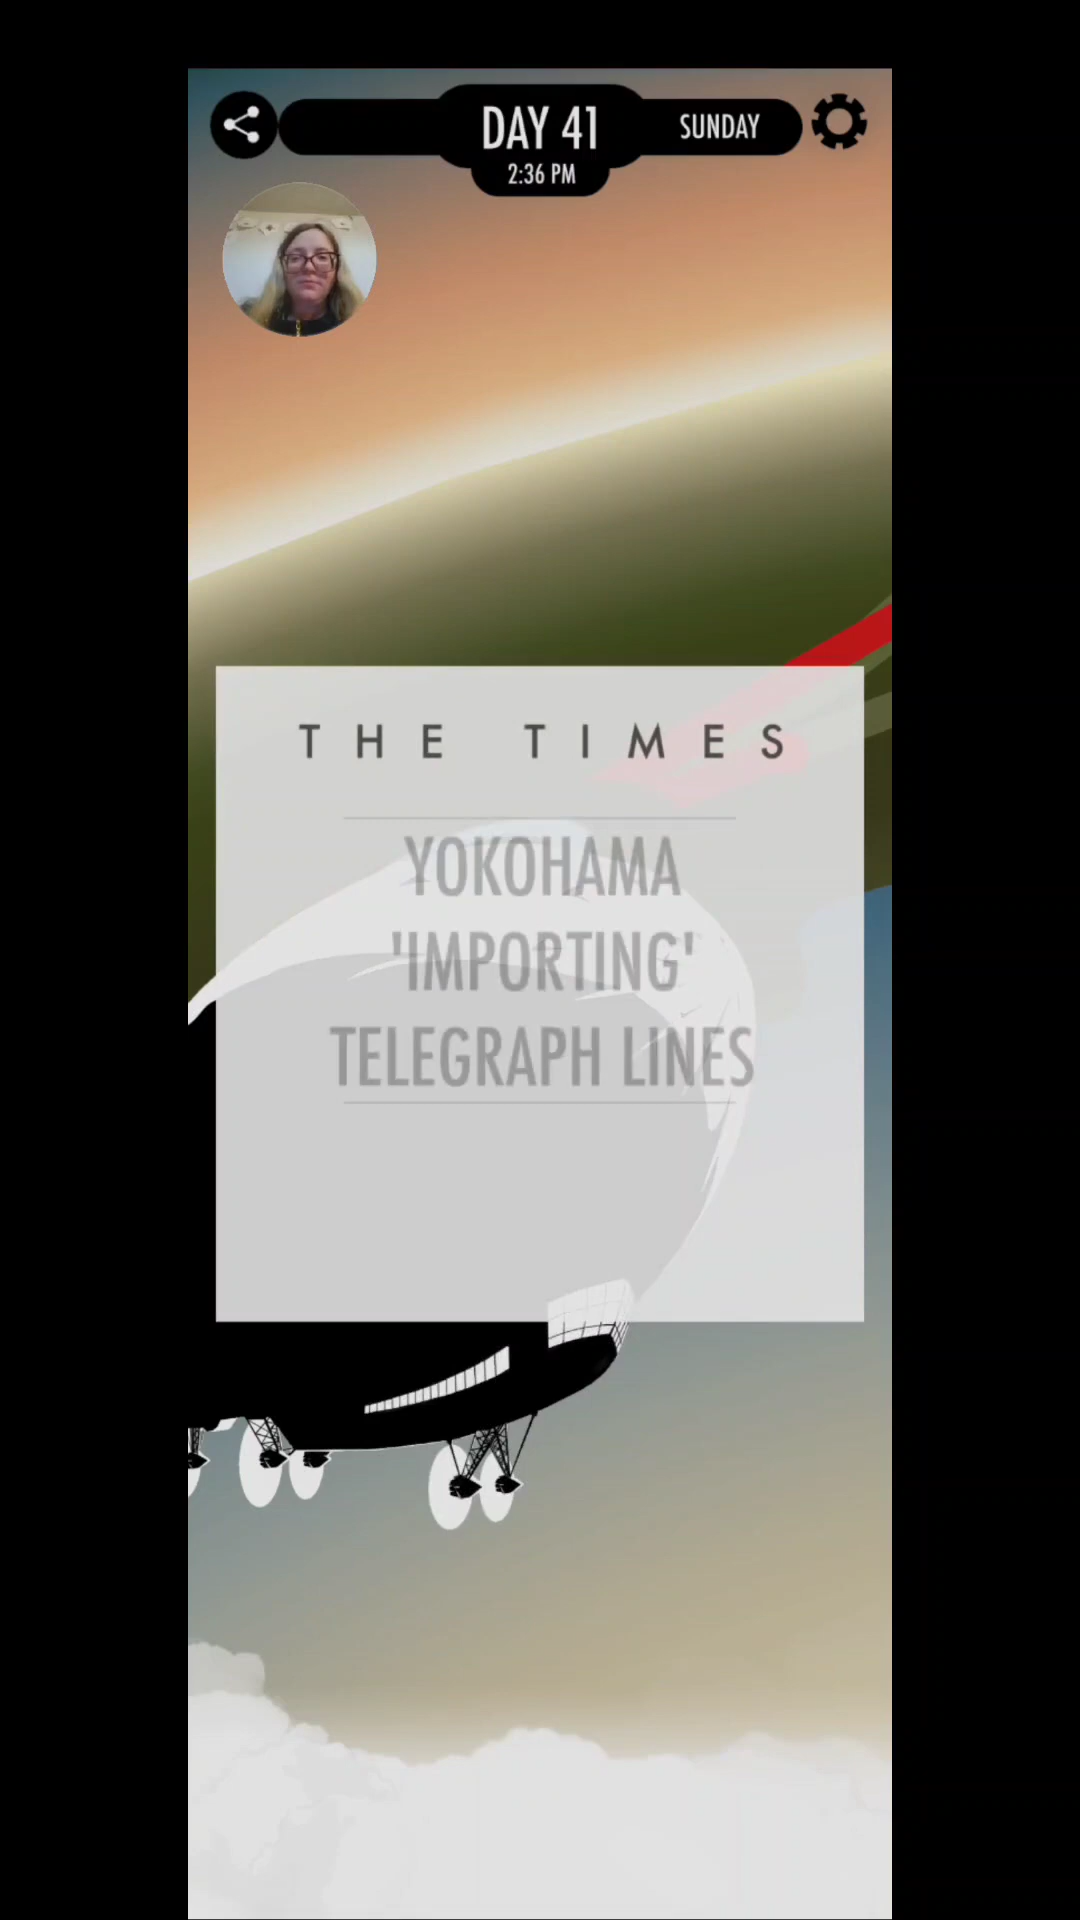 DAY 41
SUNDAY
2:36 PM
THE TIMES
YOKOHAMA
'IMPORTING'
TELEGRAPH LINES